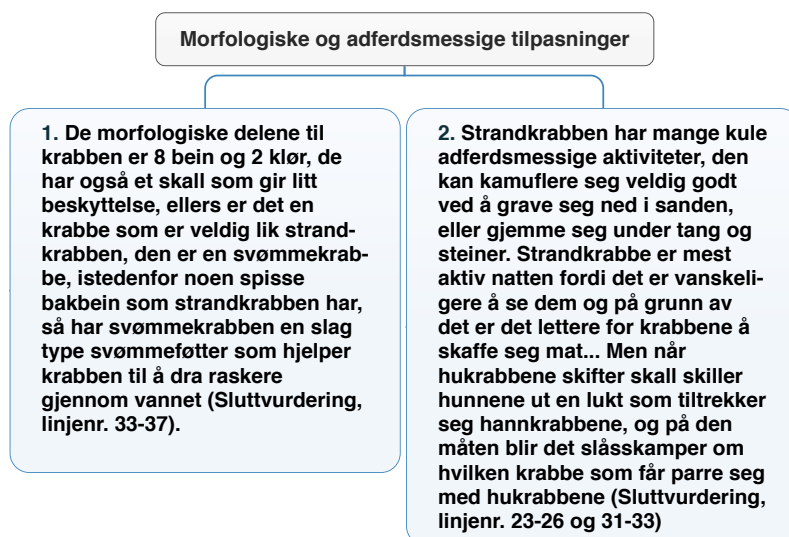 Morfologiske og adferdsmessige tilpasninger
1. De morfologiske delene til
krabben er 8 bein og 2 klør, de
har også et skall som gir litt
beskyttelse, ellers er det en
krabbe som er veldig lik strand-
krabben, den er en svømmekrab-
be, istedenfor noen spisse
bakbein som strandkrabben har,
så har svømmekrabben en slag
type svømmeføtter som hjelper
krabben til å dra raskere
gjennom vannet (Sluttvurdering,
linjenr. 33-37).
2. Strandkrabben har mange kule
adferdsmessige aktiviteter, den
kan kamuflere seg veldig godt
ved å grave seg ned i sanden,
eller gjemme seg under tang og
steiner. Strandkrabbe er mest
aktiv natten fordi det er vanskeli-
gere å se dem og på grunn av
det er det lettere for krabbene å
skaffe seg mat... Men når
hukrabbene skifter skall skiller
hunnene ut en lukt som tiltrekker
seg hannkrabbene, og på den
måten blir det slåsskamper om
hvilken krabbe som får parre seg
med hukrabbene (Sluttvurdering,
linjenr. 23-26 og 31-33)